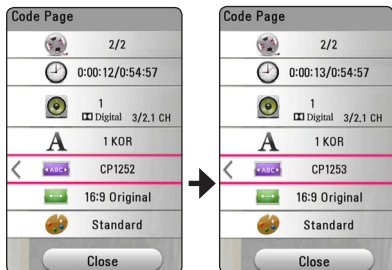 Code Page
2/2
0:00:12/0:54:57
1
Digital 3/2.1 CH
A 1 KOR
ABC CP1252
16:9 Original
Standard
Close
Code Page
2/2
0:00:13/0:54:57
1
Digital 3/2.1 CH
A 1 KOR
ABC CP1253
16:9 Original
Standard
Close